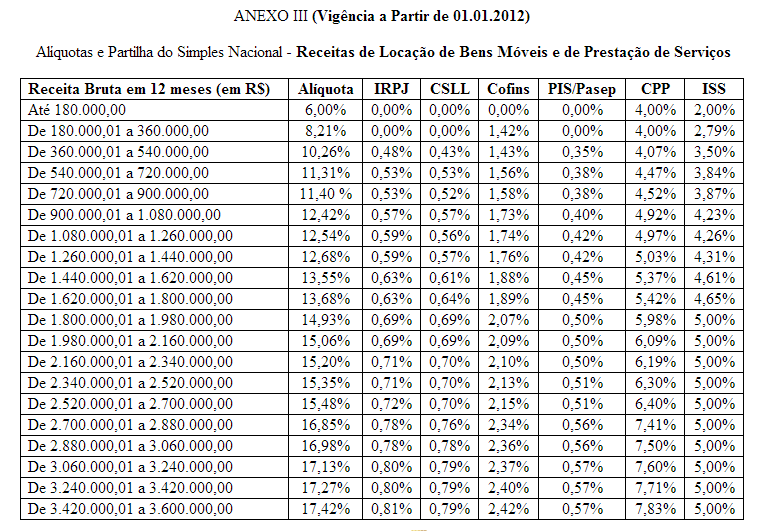 ANEXO III (Vigência a Partir de 01.01.2012)
Alíquotas e Partilha do Simples Nacional - Receitas de Locação de Bens Móveis e de Prestação de Serviços
Receita Bruta em 12 meses (em R$) Alíquota IRPJ CSLL Cofins PIS/Pasep CPP ISS
Até 180.000,00 6,00% 0,00% 0,00% 0,00% 0,00% 4,00% 2,00%
De 180.000,01 a 360.000,00 8,21% 0,00% 0,00% 1,42% 0,00% 4,00% 2,79%
De 360.000,01 a 540.000,00 10,26% 0,48% 0,43% 1,43% 0,35% 4,07% 3,50%
De 540.000,01 a 720.000,00 11,31% 0,53% 0,53% 1,56% 0,38% 4,47% 3,84%
De 720.000,01 a 900.000,00 11,40 % 0,53% 0,52% 1,58% 0,38% 4,52% 3,87%
De 900.000,01 a 1.080.000,00 12,42% 0,57% 0,57% 1,73% 0,40% 4,92% 4,23%
De 1.080.000,01 a 1.260.000,00 12,54% 0,59% 0,56% 1,74% 0,42% 4,97% 4,26%
De 1.260.000,01 a 1.440.000,00 12,68% 0,59% 0,57% 1,76% 0,42% 5,03% 4,31%
De 1.440.000,01 a 1.620.000,00 13,55% 0,63% 0,61% 1,88% 0,45% 5,37% 4,61%
De 1.620.000,01 a 1.800.000,00 13,68% 0,63% 0,64% 1,89% 0,45% 5,42% 4,65%
De 1.800.000,01 a 1.980.000,00 14,93% 0,69% 0,69% 2,07% 0,50% 5,98% 5,00%
De 1.980.000,01 a 2.160.000,00 15,06% 0,69% 0,69% 2,09% 0,50% 6,09% 5,00%
De 2.160.000,01 a 2.340.000,00 15,20% 0,71% 0,70% 2,10% 0,50% 6,19% 5,00%
De 2.340.000,01 a 2.520.000,00 15,35% 0,71% 0,70% 2,13% 0,51% 6,30% 5,00%
De 2.520.000,01 a 2.700.000,00 15,48% 0,72% 0,70% 2,15% 0,51% 6,40% 5,00%
De 2.700.000,01 a 2.880.000,00 16,85% 0,78% 0,76% 2,34% 0,56% 7,41% 5,00%
De 2.880.000,01 a 3.060.000,00 16,98% 0,78% 0,78% 2,36% 0,56% 7,50% 5,00%
De 3.060.000,01 a 3.240.000,00 17,13% 0,80% 0,79% 2,37% 0,57% 7,60% 5,00%
De 3.240.000,01 a 3.420.000,00 17,27% 0,80% 0,79% 2,40% 0,57% 7,71% 5,00%
De 3.420.000,01 a 3.600.000,00 17,42% 0,81% 0,79% 2,42% 0,57% 7,83% 5,00%